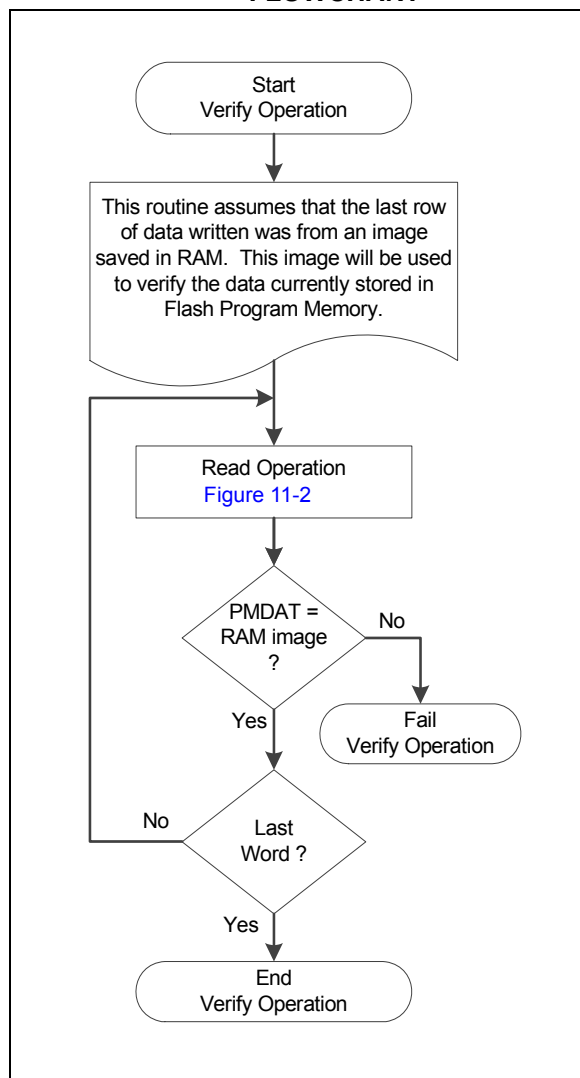 Start
Verify Operation
This routine assumes that the last row
of data written was from an image
saved in RAM. This image will be used
to verify the data currently stored in
Flash Program Memory.
Read Operation
Figure 11-2
PMDAT =
RAM image
?
No
Yes
Fail
Verify Operation
No
Last
Word ?
Yes
End
Verify Operation